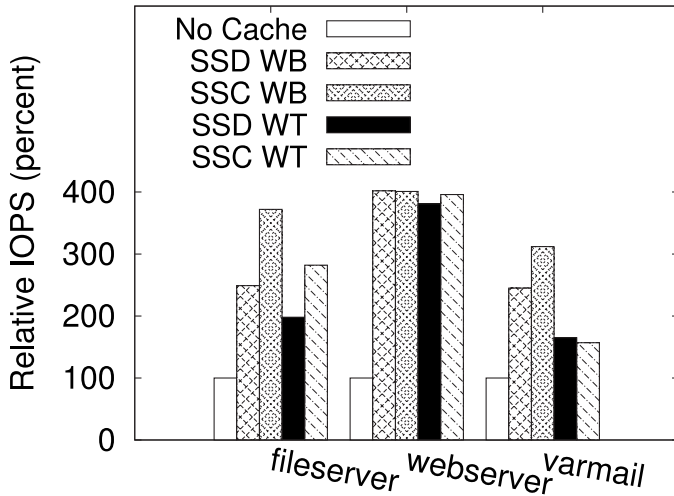 No Cache
SSD WB
SSC WB
SSD WT
SSC WT
Relative IOPS (percent)
400
300
200
100
0
fileserver
webserver
varmail